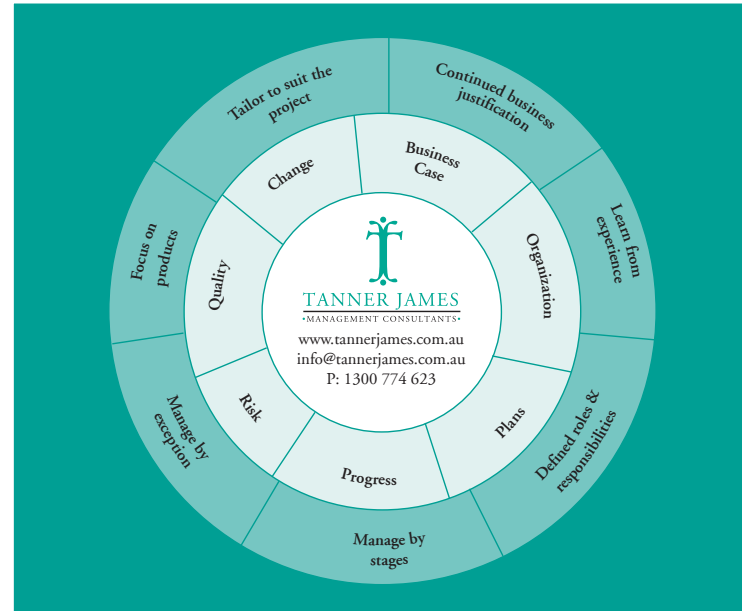 Tailor to suit the
project
Continued business
justification
Learn from
experience
Defined roles &
responsibilities
Manage by
stages
Manage by
exception
Focus on
products
Change
Business
Case
Organization
Plans
Progress
Risk
Quality
TANNER JAMES
•MANAGEMENT CONSULTANTS•
www.tannerjames.com.au
info@tannerjames.com.au
P: 1300 774 623